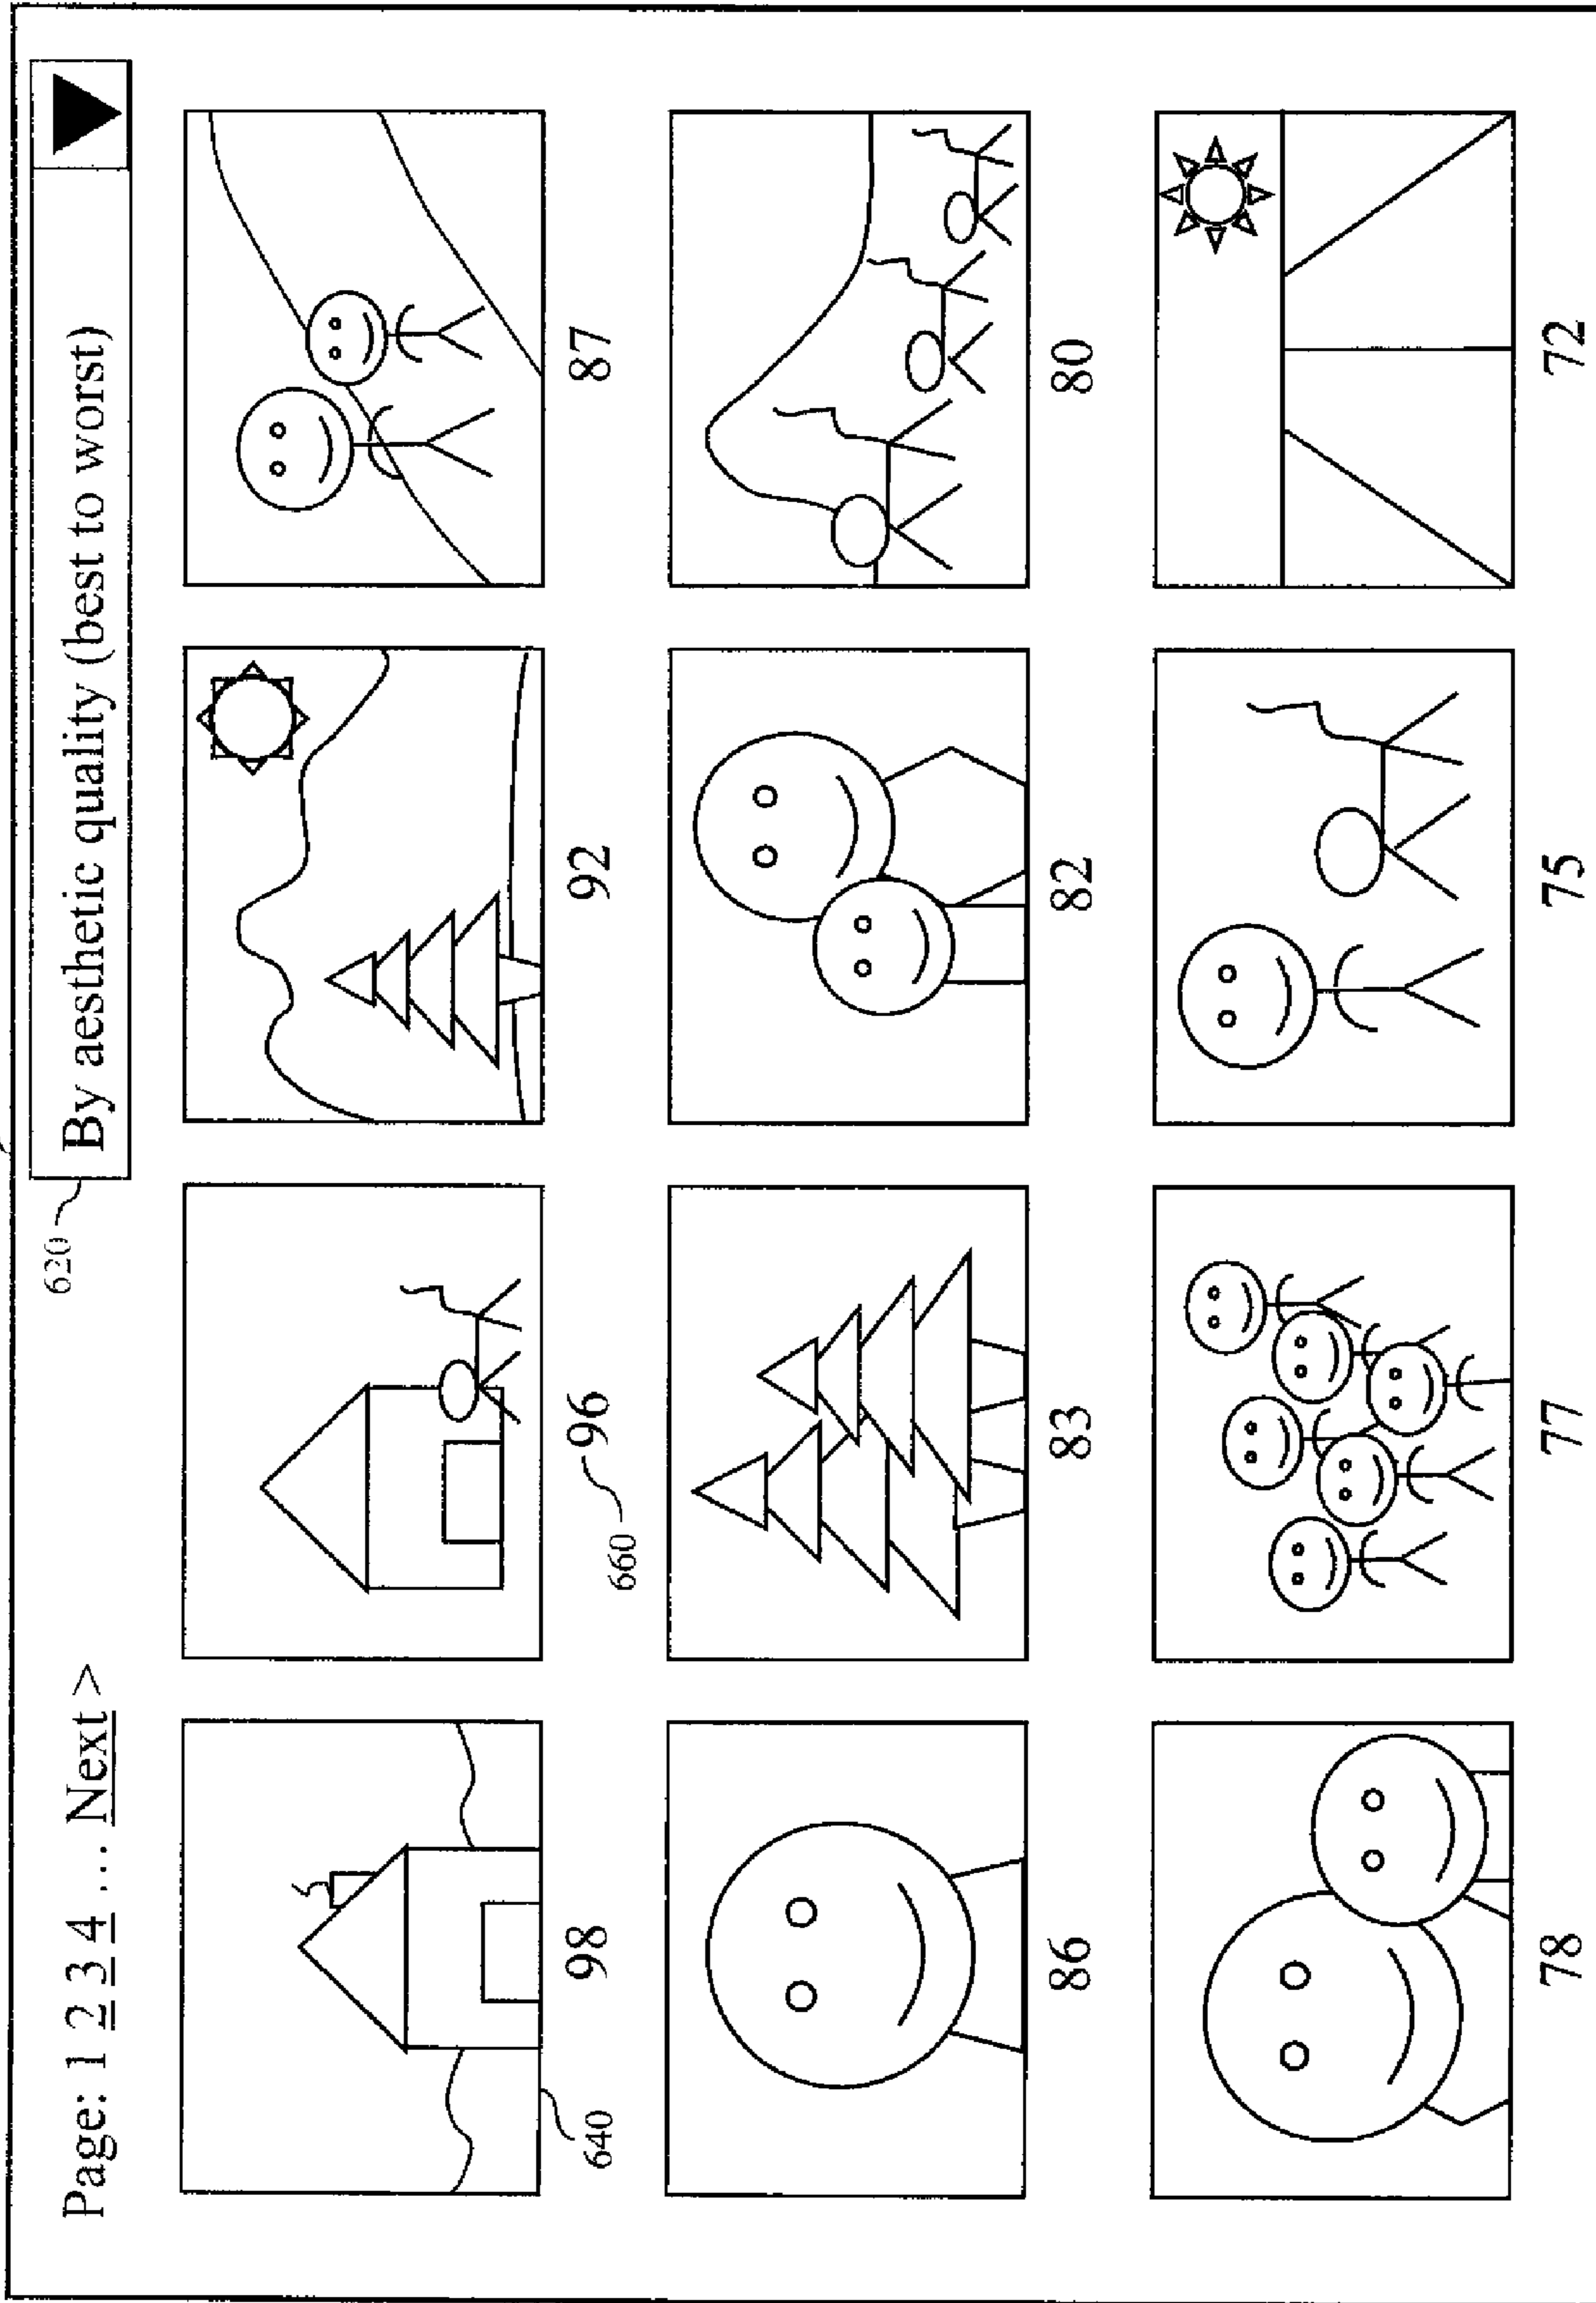 Page: 1 2 3 4 ... Next >
620
By aesthetic quality (best to worst)
98 96 92 87
640
660
86 83 82 80
78 77 75 72